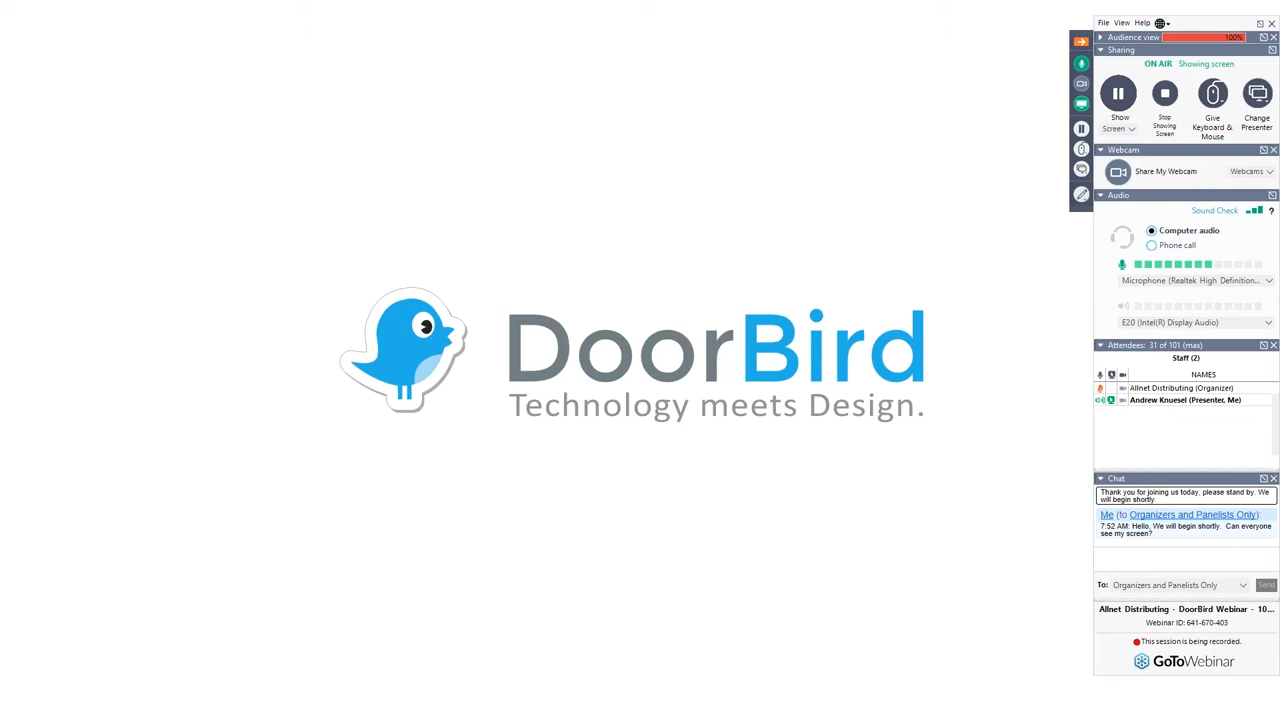 DoorBird
Technology meets Design.
File View Help
Audience view 100%
Sharing
ON AIR Showing screen
Show
Screen
Stop
Showing
Screen
Give
Keyboard &
Mouse
Change
Presenter
Webcam
Share My Webcam Webcams
Audio
Sound Check ?
Computer audio
Phone call
Microphone (Realtek High Definition...
E20 (Intel(R) Display Audio)
Attendees: 31 of 101 (max)
Staff (2)
NAMES
Allnet Distributing (Organizer)
Andrew Knuesel (Presenter, Me)
Chat
Thank you for joining us today, please stand by. We
will begin shortly.
Me (to Organizers and Panelists Only):
7:52 AM: Hello, We will begin shortly. Can everyone
see my screen?
To: Organizers and Panelists Only Send
Allnet Distributing - DoorBird Webinar - 10...
Webinar ID: 641-670-403
This session is being recorded.
GoToWebinar